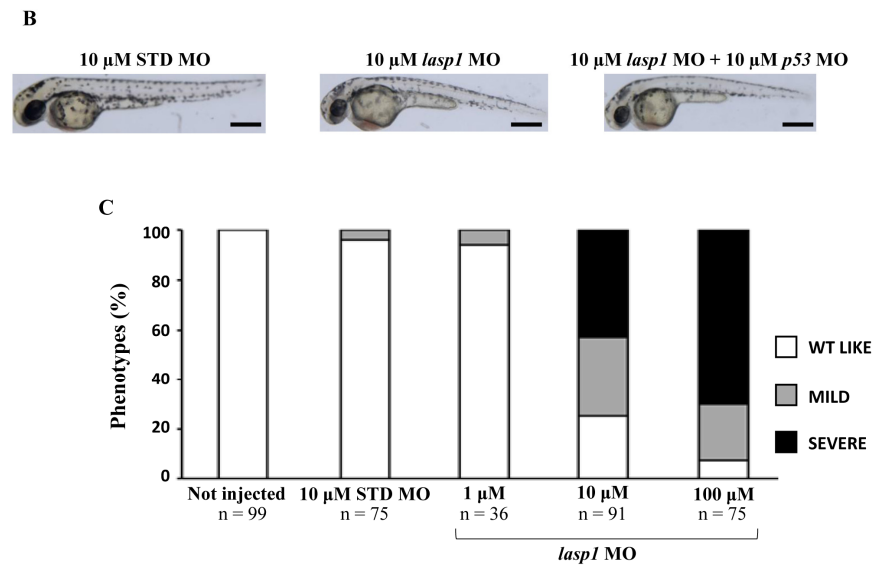 B
10 µM STD MO
10 µM lasp1 MO
10 µM lasp1 MO + 10 µM p53 MO
C
Phenotypes (%)
100
80
60
40
20
0
WT LIKE
MILD
SEVERE
Not injected 10 µM STD MO 1 µM 10 µM 100 µM
n = 99 n = 75 n = 36 n = 91 n = 75
lasp1 MO